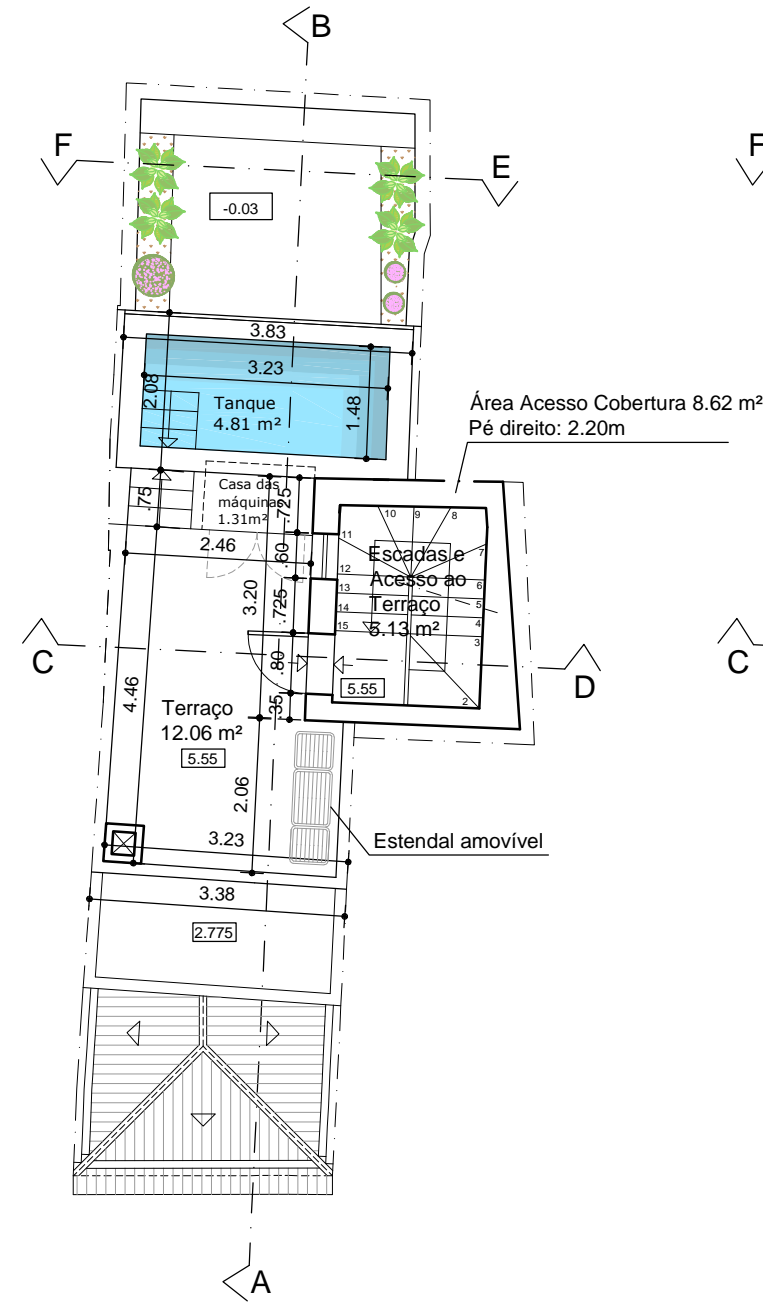 B
F
F
E
-0.03
3.83
3.23
2.08
Tanque
4.81 m²
1.48
Área Acesso Cobertura 8.62 m²
Pé direito: 2.20m
.75
Casa das
máquinas
1.31m²
.725
10
9
8
11
7
2.46
.60
Escadas e
Acesso ao
Terraço
5.13 m²
12
6
13
5
14
4
15
3
3.20
.725
C
C
.80
D
5.55
2
.35
4.46
Terraço
12.06 m²
5.55
2.06
3.23
Estendal amovível
3.38
2.775
A